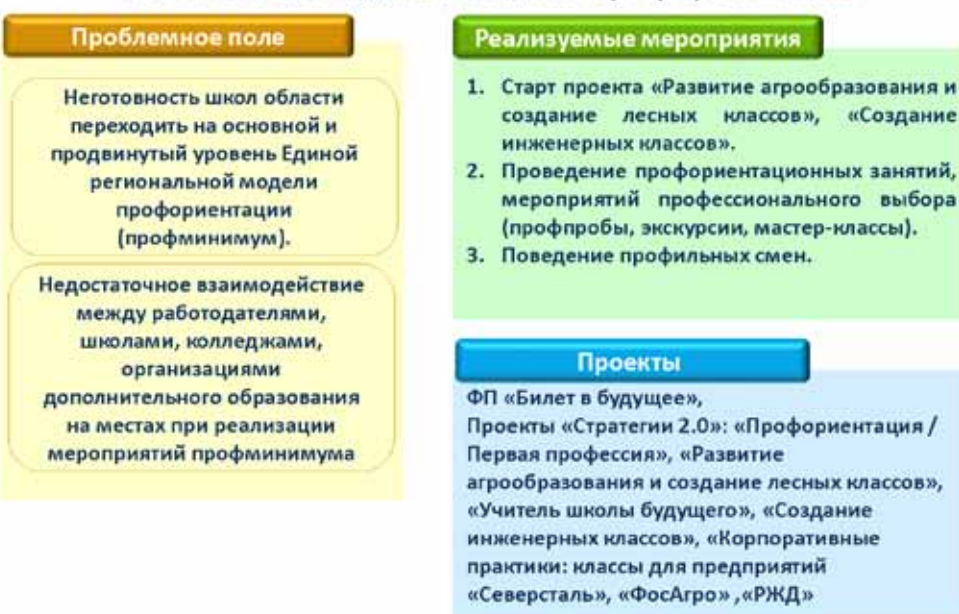 Проблемное поле
Неготовность школ области
переходить на основной и
продвинутый уровень Единой
региональной модели
профориентации
(профминимум).
Недостаточное взаимодействие
между работодателями,
школами, колледжами,
организациями
дополнительного образования
на местах при реализации
мероприятий профминимума
Реализуемые мероприятия
1. Старт проекта «Развитие агрообразования и
создание лесных классов», «Создание
инженерных классов».
2. Проведение профориентационных занятий,
мероприятий профессионального выбора
(профпробы, экскурсии, мастер-классы).
3. Поведение профильных смен.
Проекты
ФП «Билет в будущее»,
Проекты «Стратегии 2.0»: «Профориентация /
Первая профессия», «Развитие
агрообразования и создание лесных классов»,
«Учитель школы будущего», «Создание
инженерных классов», «Корпоративные
практики: классы для предприятий
«Северсталь», «ФосАгро» ,«РЖД»